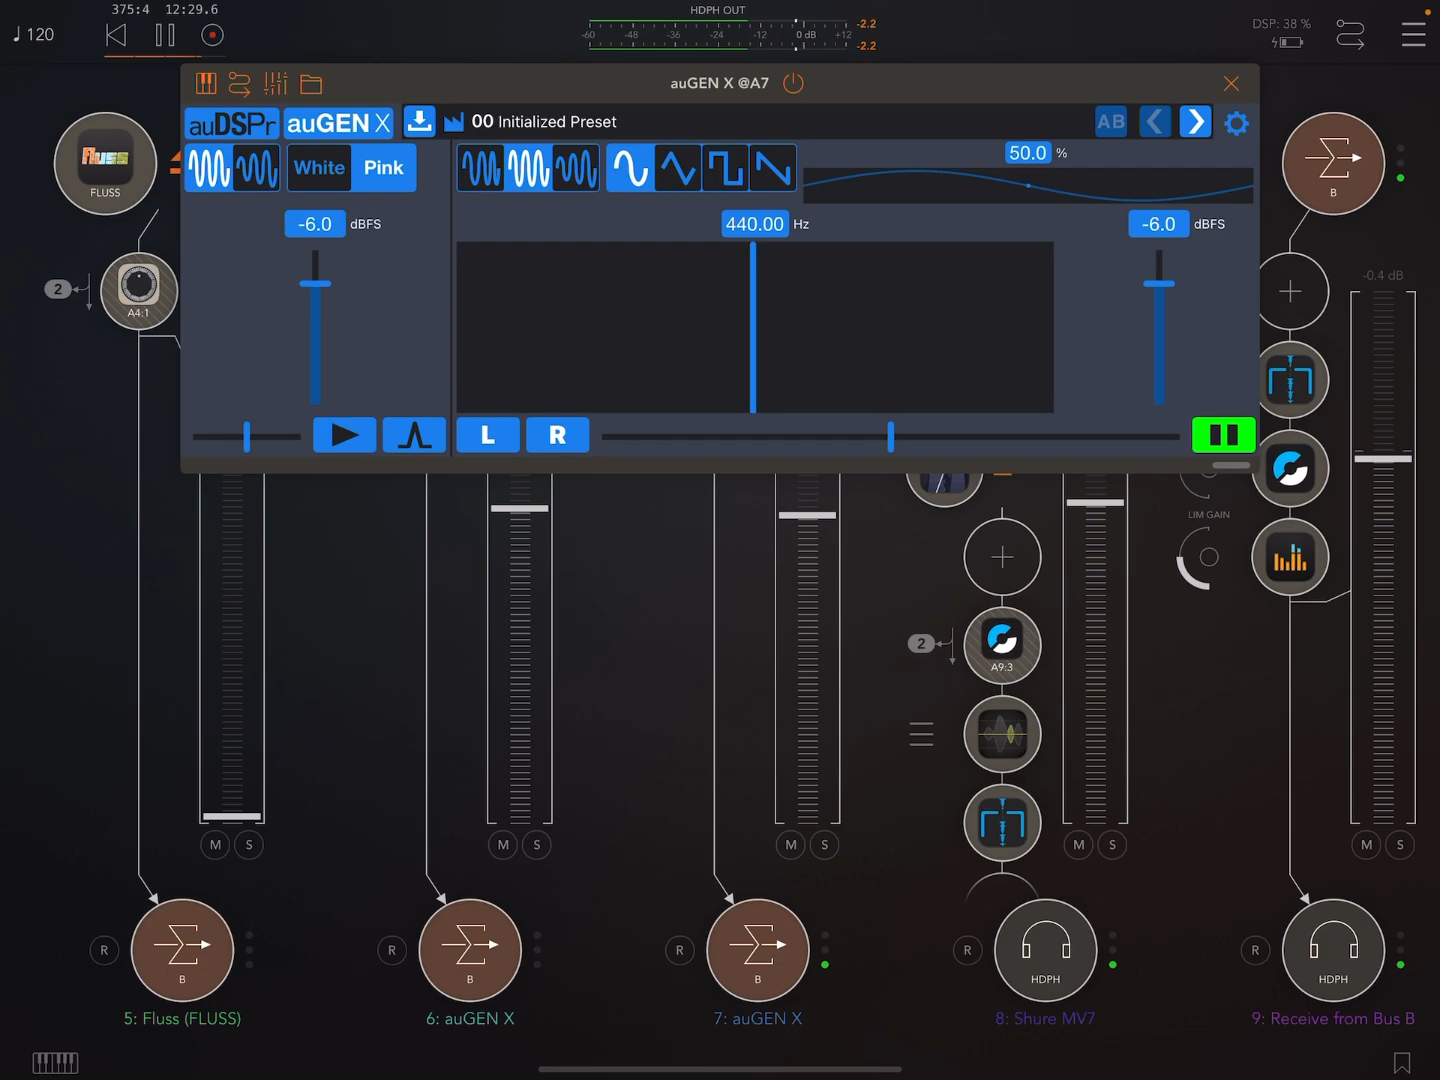 375:4 12:29.6
♩120
HDPH OUT
-60 -48 -36 -24 -12 0 dB +12
-2.2
-2.2
DSP: 38 %
auGEN X @A7
auDSPr auGEN X 00 Initialized Preset AB
White Pink
50.0 %
-6.0 dBFS
440.00 Hz
-6.0 dBFS
L R
Fluss
FLUSS
2
A4:1
B
-0.4 dB
LIM GAIN
2
A9:3
M S
M S
M S
M S
M S
R B
R B
R B
R HDPH
R HDPH
5: Fluss (FLUSS)
6: auGEN X
7: auGEN X
8: Shure MV7
9: Receive from Bus B